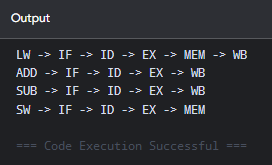 Output
LW -> IF -> ID -> EX -> MEM -> WB
ADD -> IF -> ID -> EX -> WB
SUB -> IF -> ID -> EX -> WB
SW -> IF -> ID -> EX -> MEM
=== Code Execution Successful ===